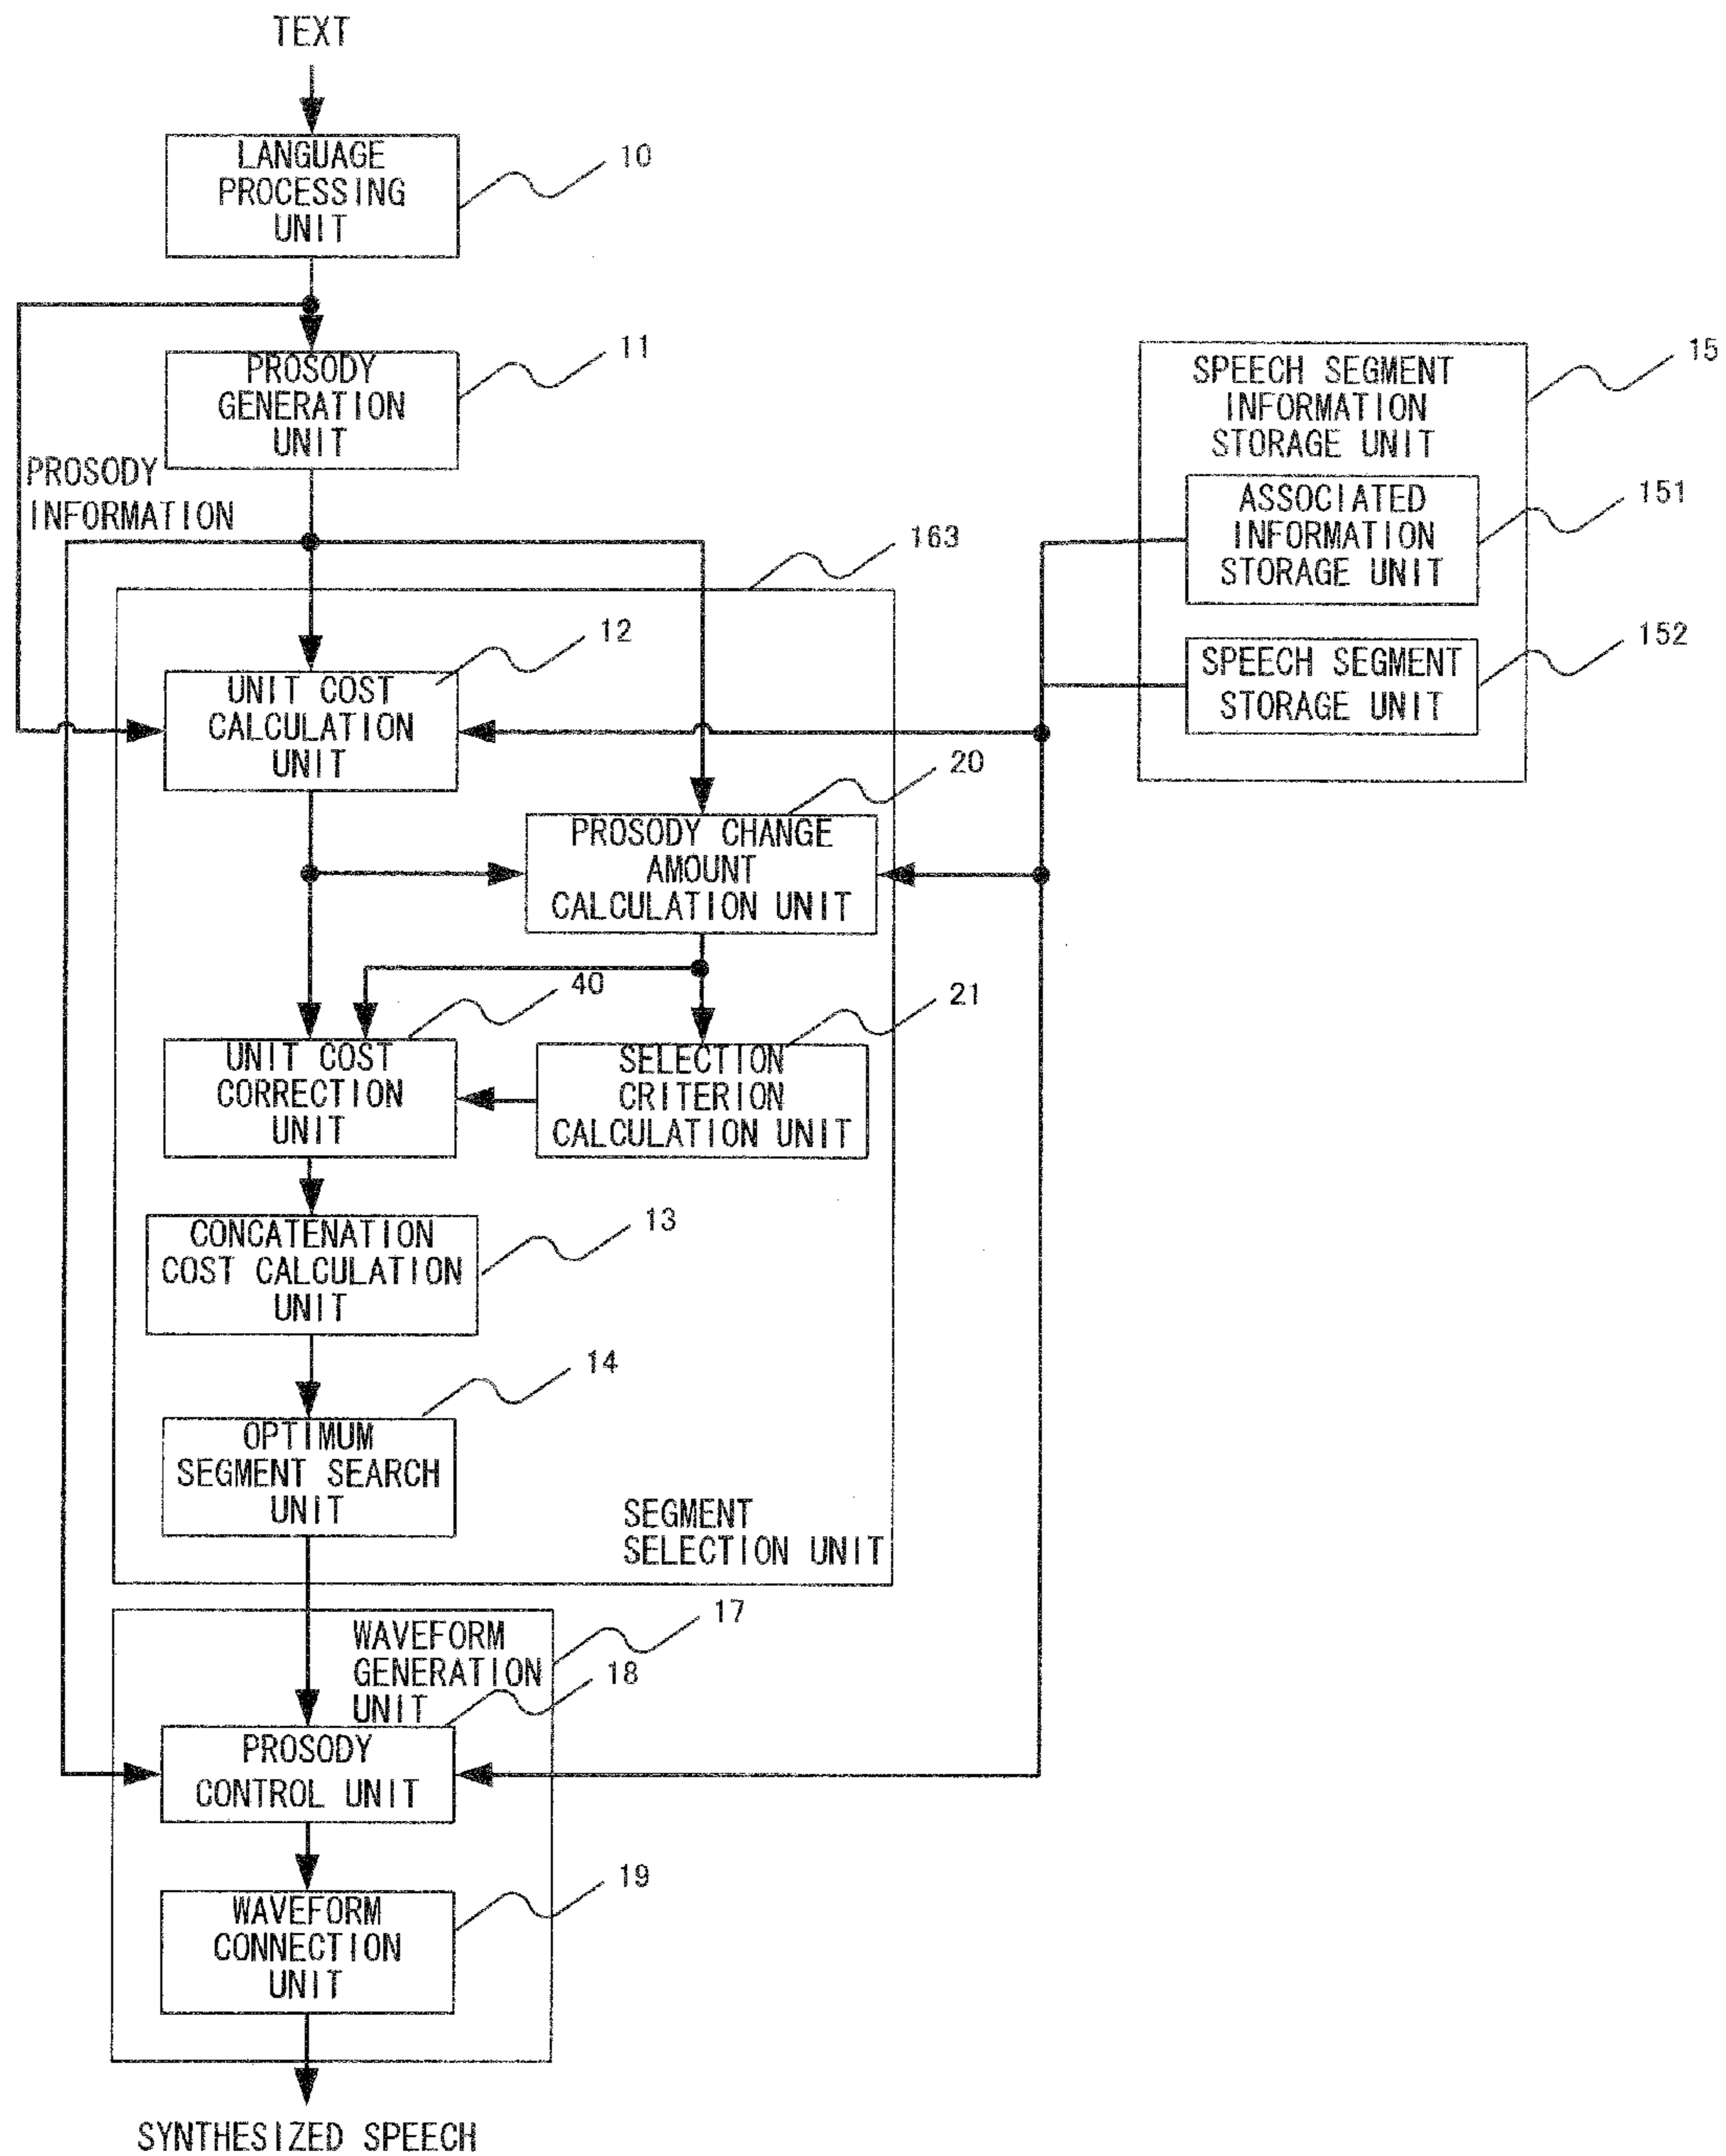 TEXT
LANGUAGE
PROCESSING
UNIT
10
PROSODY
GENERATION
UNIT
11
PROSODY
INFORMATION
SPEECH SEGMENT
INFORMATION
STORAGE UNIT
15
ASSOCIATED
INFORMATION
STORAGE UNIT
151
SPEECH SEGMENT
STORAGE UNIT
152
163
UNIT COST
CALCULATION
UNIT
12
PROSODY CHANGE
AMOUNT
CALCULATION UNIT
20
UNIT COST
CORRECTION
UNIT
40
SELECTION
CRITERION
CALCULATION UNIT
21
CONCATENATION
COST CALCULATION
UNIT
13
OPTIMUM
SEGMENT SEARCH
UNIT
14
SEGMENT
SELECTION UNIT
WAVEFORM
GENERATION
UNIT
17
PROSODY
CONTROL UNIT
18
WAVEFORM
CONNECTION
UNIT
19
SYNTHESIZED SPEECH